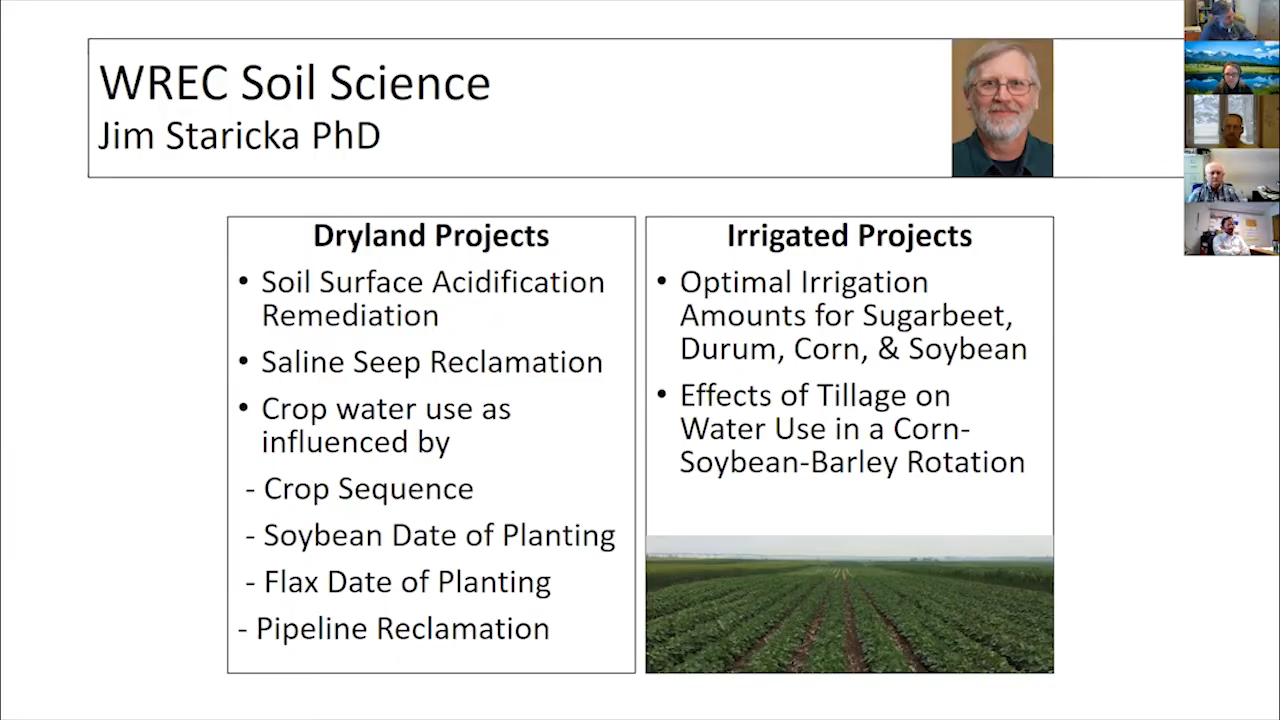 WREC Soil Science
Jim Staricka PhD
Dryland Projects
• Soil Surface Acidification
Remediation
• Saline Seep Reclamation
• Crop water use as
influenced by
- Crop Sequence
- Soybean Date of Planting
- Flax Date of Planting
- Pipeline Reclamation
Irrigated Projects
• Optimal Irrigation
Amounts for Sugarbeet,
Durum, Corn, & Soybean
• Effects of Tillage on
Water Use in a Corn-
Soybean-Barley Rotation